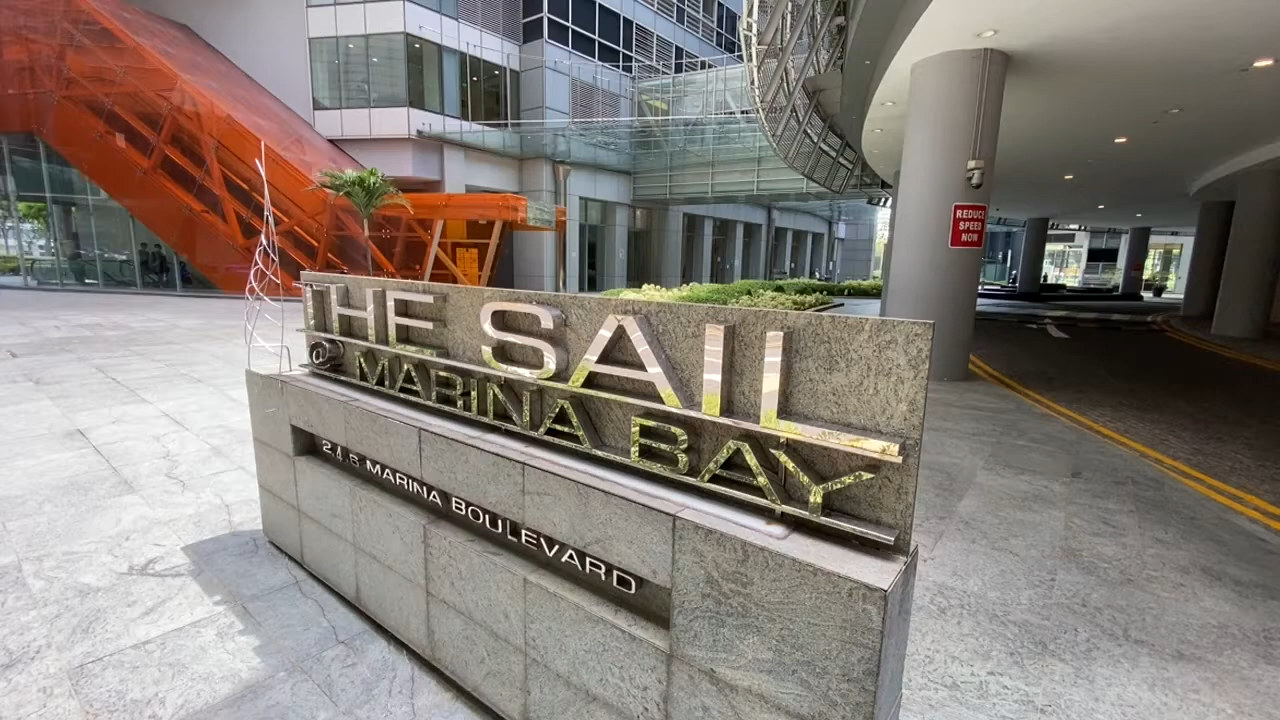 THE SAIL
@ MARINA BAY
2,4,6 MARINA BOULEVARD
REDUCE
SPEED
NOW